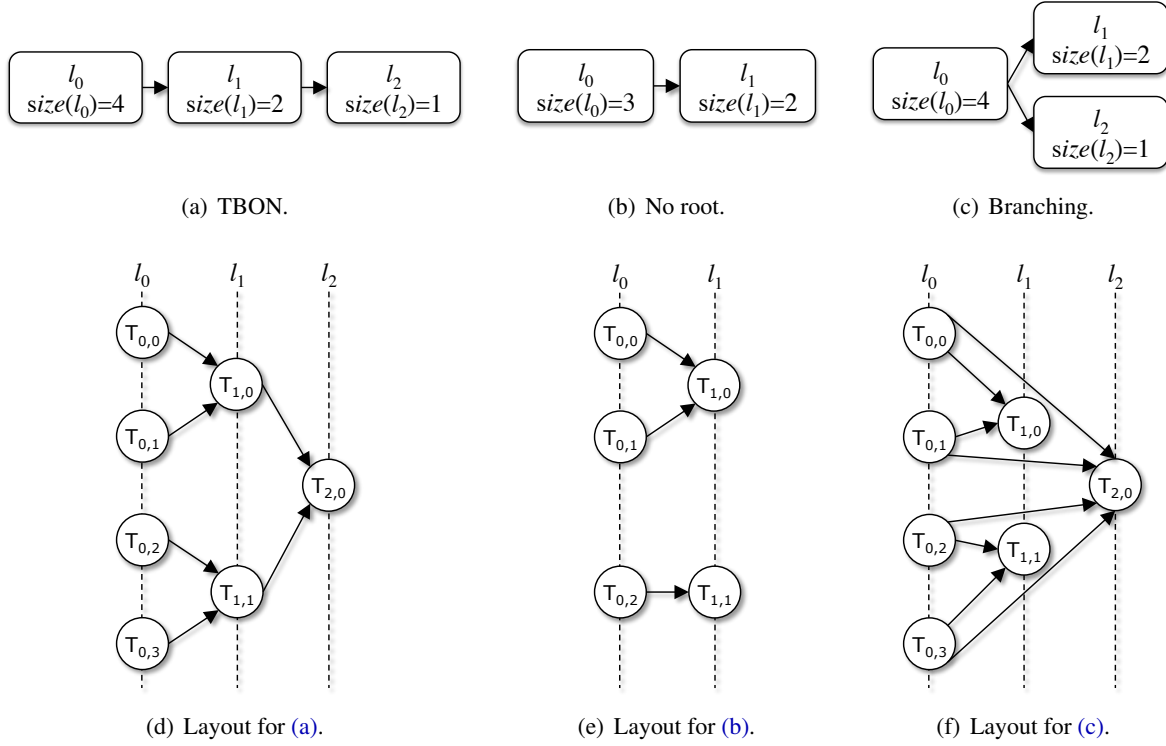 l0
size(l0)=4
l1
size(l1)=2
l2
size(l2)=1
(a) TBON.
l0
size(l0)=3
l1
size(l1)=2
(b) No root.
l0
size(l0)=4
l1
size(l1)=2
l2
size(l2)=1
(c) Branching.
l0 l1 l2
T0,0
T1,0
T0,1
T2,0
T0,2
T1,1
T0,3
(d) Layout for (a).
l0 l1
T0,0
T1,0
T0,1
T0,2 T1,1
(e) Layout for (b).
l0 l1 l2
T0,0
T1,0
T0,1
T2,0
T0,2
T1,1
T0,3
(f) Layout for (c).